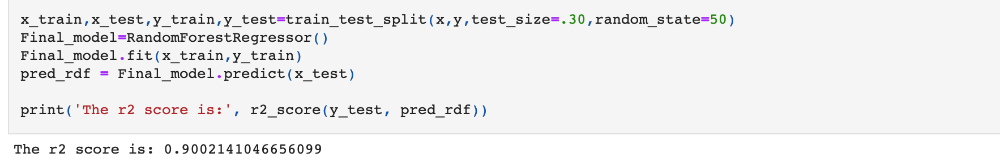 x_train,x_test,y_train,y_test=train_test_split(x,y,test_size=.30,random_state=50)
Final_model=RandomForestRegressor()
Final_model.fit(x_train,y_train)
pred_rdf = Final_model.predict(x_test)
print('The r2 score is:', r2_score(y_test, pred_rdf))
The r2 score is: 0.9002141046656099